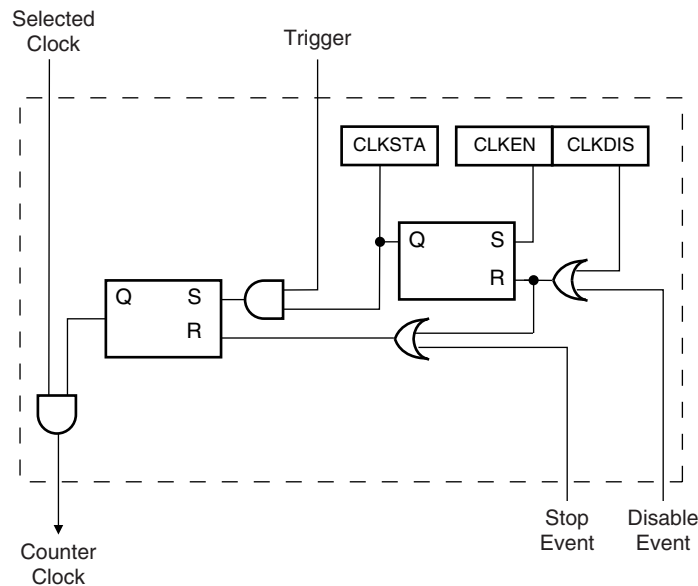 Selected
Clock
Trigger
CLKSTA
CLKEN
CLKDIS
Q
S
R
Q
S
R
Stop
Event
Disable
Event
Counter
Clock